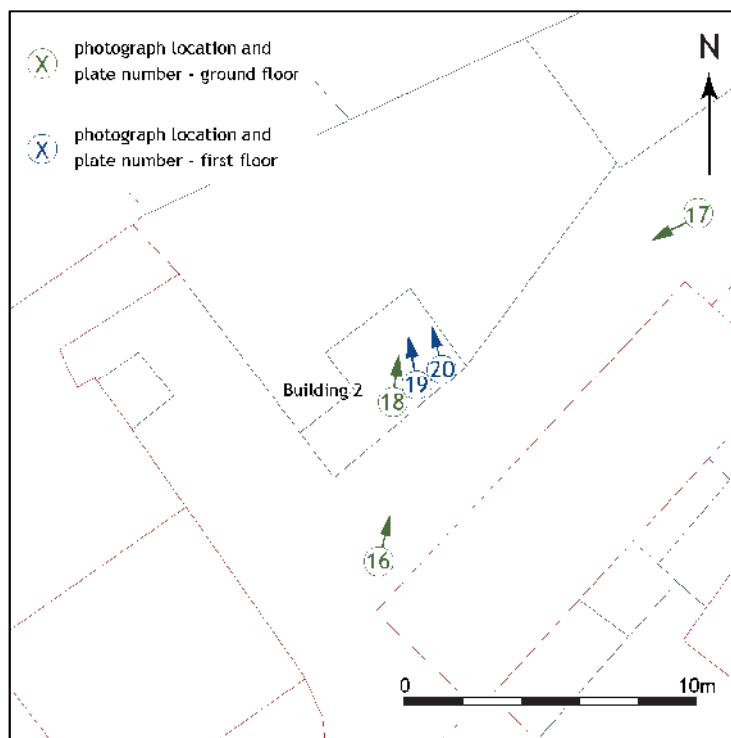 X
photograph location and
plate number - ground floor
X
photograph location and
plate number - first floor
N
17
20
19
18
Building 2
16
0
10m